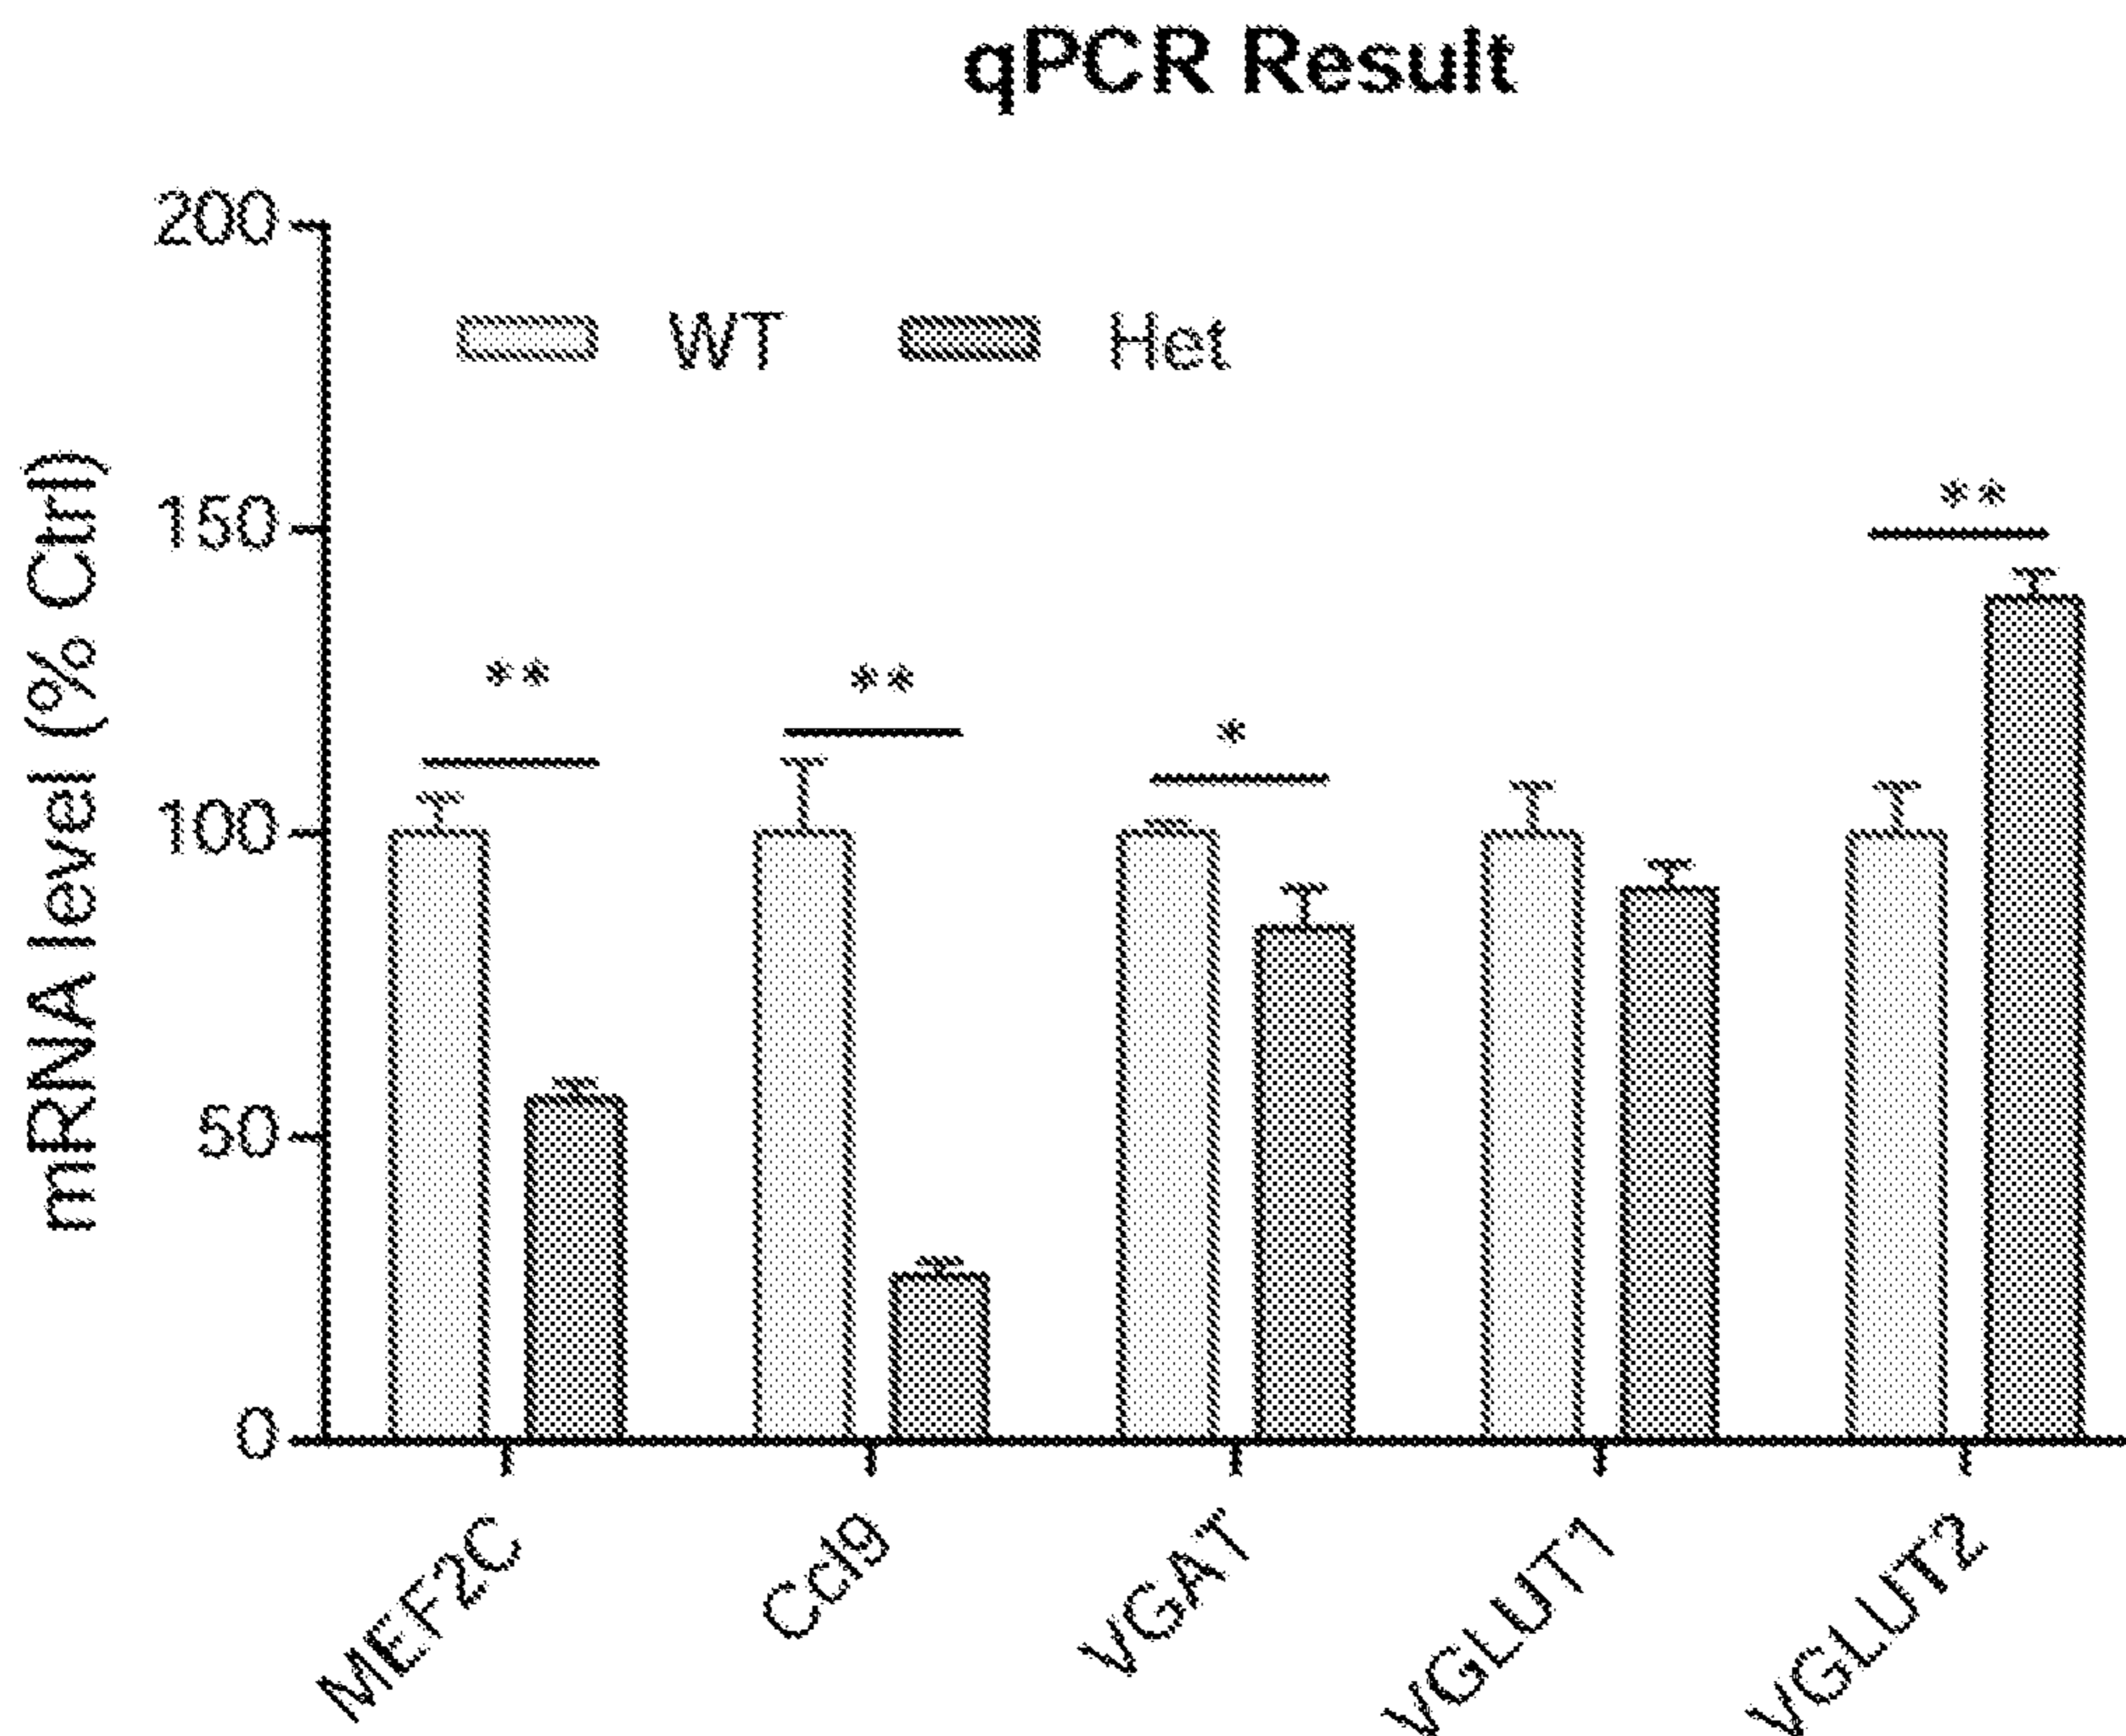 qPCR Result
200
WT Het
150
mRNA level (% Ctrl)
**
** ** *
100
50
0
MEF2C Ccl9 VGAT VGLUT1 VGLUT2